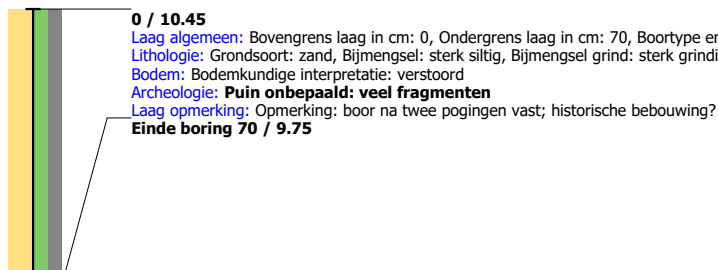 0 / 10.45
Laag algemeen: Bovengrens laag in cm: 0, Ondergrens laag in cm: 70, Boortype
Lithologie: Grondsoort: zand, Bijmengsel: sterk siltig, Bijmengsel grind: sterk
Bodem: Bodemkundige interpretatie: verstoord
Archeologie: Puin onbepaald: veel fragmenten
Laag opmerking: Opmerking: boor na twee pogingen vast; historische bebouwing?
Einde boring 70 / 9.75